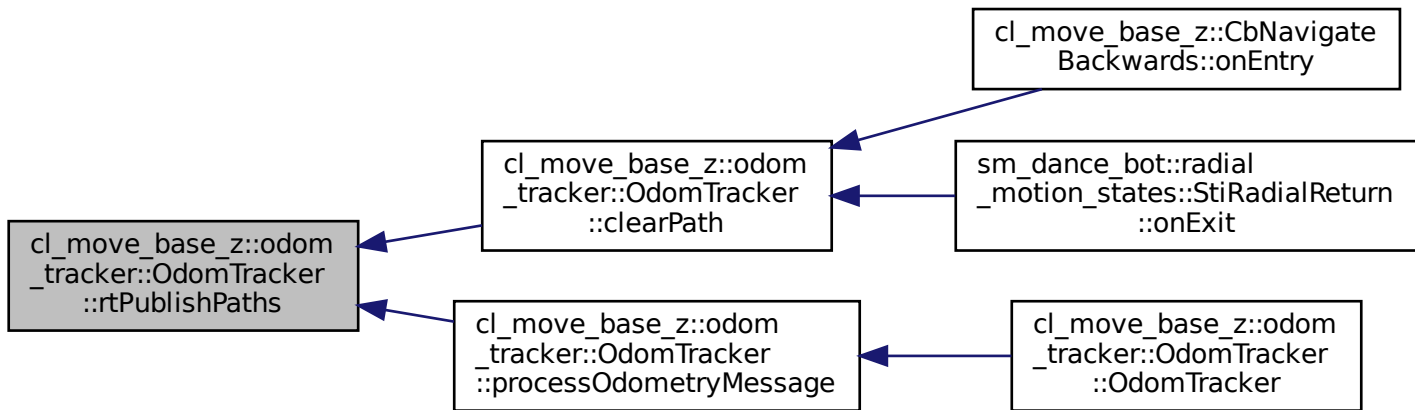 cl_move_base_z::odom
_tracker::OdomTracker
::rtPublishPaths
cl_move_base_z::odom
_tracker::OdomTracker
::clearPath
cl_move_base_z::CbNavigate
Backwards::onEntry
sm_dance_bot::radial
_motion_states::StiRadialReturn
::onExit
cl_move_base_z::odom
_tracker::OdomTracker
::processOdometryMessage
cl_move_base_z::odom
_tracker::OdomTracker
::OdomTracker